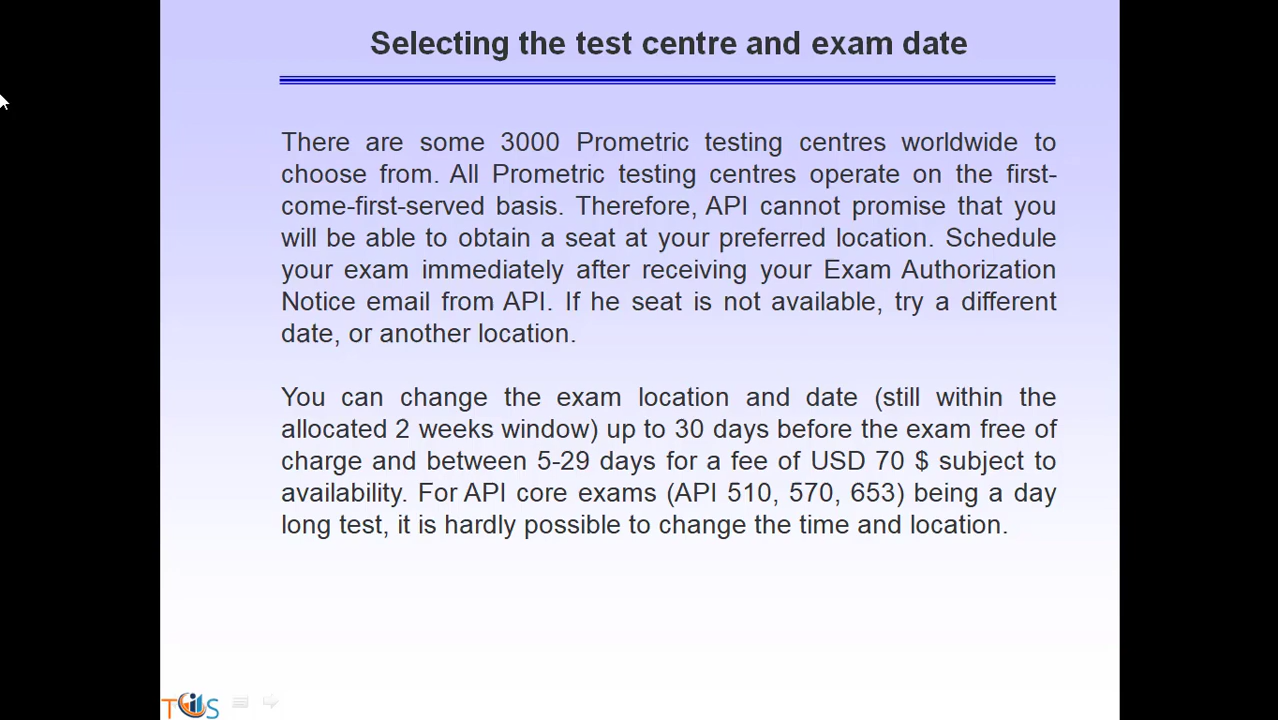 Selecting the test centre and exam date
There are some 3000 Prometric testing centres worldwide to
choose from. All Prometric testing centres operate on the first-
come-first-served basis. Therefore, API cannot promise that you
will be able to obtain a seat at your preferred location. Schedule
your exam immediately after receiving your Exam Authorization
Notice email from API. If he seat is not available, try a different
date, or another location.
You can change the exam location and date (still within the
allocated 2 weeks window) up to 30 days before the exam free of
charge and between 5-29 days for a fee of USD 70 $ subject to
availability. For API core exams (API 510, 570, 653) being a day
long test, it is hardly possible to change the time and location.